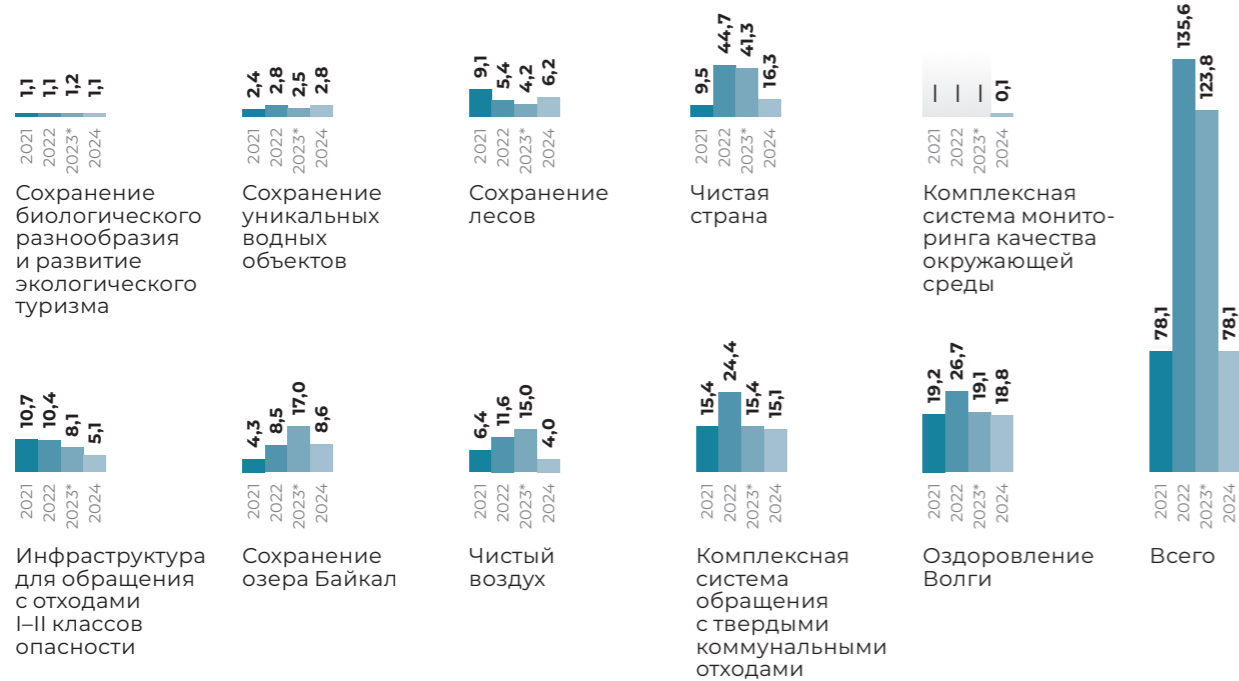 1,1 1,1 1,2 1,1
2021 2022 2023* 2024
Сохранение
биологического
разнообразия
и развитие
экологического
туризма
2,4 2,8 2,5 2,8
2021 2022 2023* 2024
Сохранение
уникальных
водных
объектов
9,1 5,4 4,2 6,2
2021 2022 2023* 2024
Сохранение
лесов
9,5 44,7 41,3 16,3
2021 2022 2023* 2024
Чистая
страна
— — — 0,1
2021 2022 2023* 2024
Комплексная
система монито-
ринга качества
окружающей
среды
10,7 10,4 8,1 5,1
2021 2022 2023* 2024
Инфраструктура
для обращения
с отходами
I–II классов
опасности
4,3 8,5 17,0 8,6
2021 2022 2023* 2024
Сохранение
озера Байкал
6,4 11,6 15,0 4,0
2021 2022 2023* 2024
Чистый
воздух
15,4 24,4 15,4 15,1
2021 2022 2023* 2024
Комплексная
система
обращения
с твердыми
коммунальными
отходами
19,2 26,7 19,1 18,8
2021 2022 2023* 2024
Оздоровление
Волги
78,1 135,6 123,8 78,1
2021 2022 2023* 2024
Всего